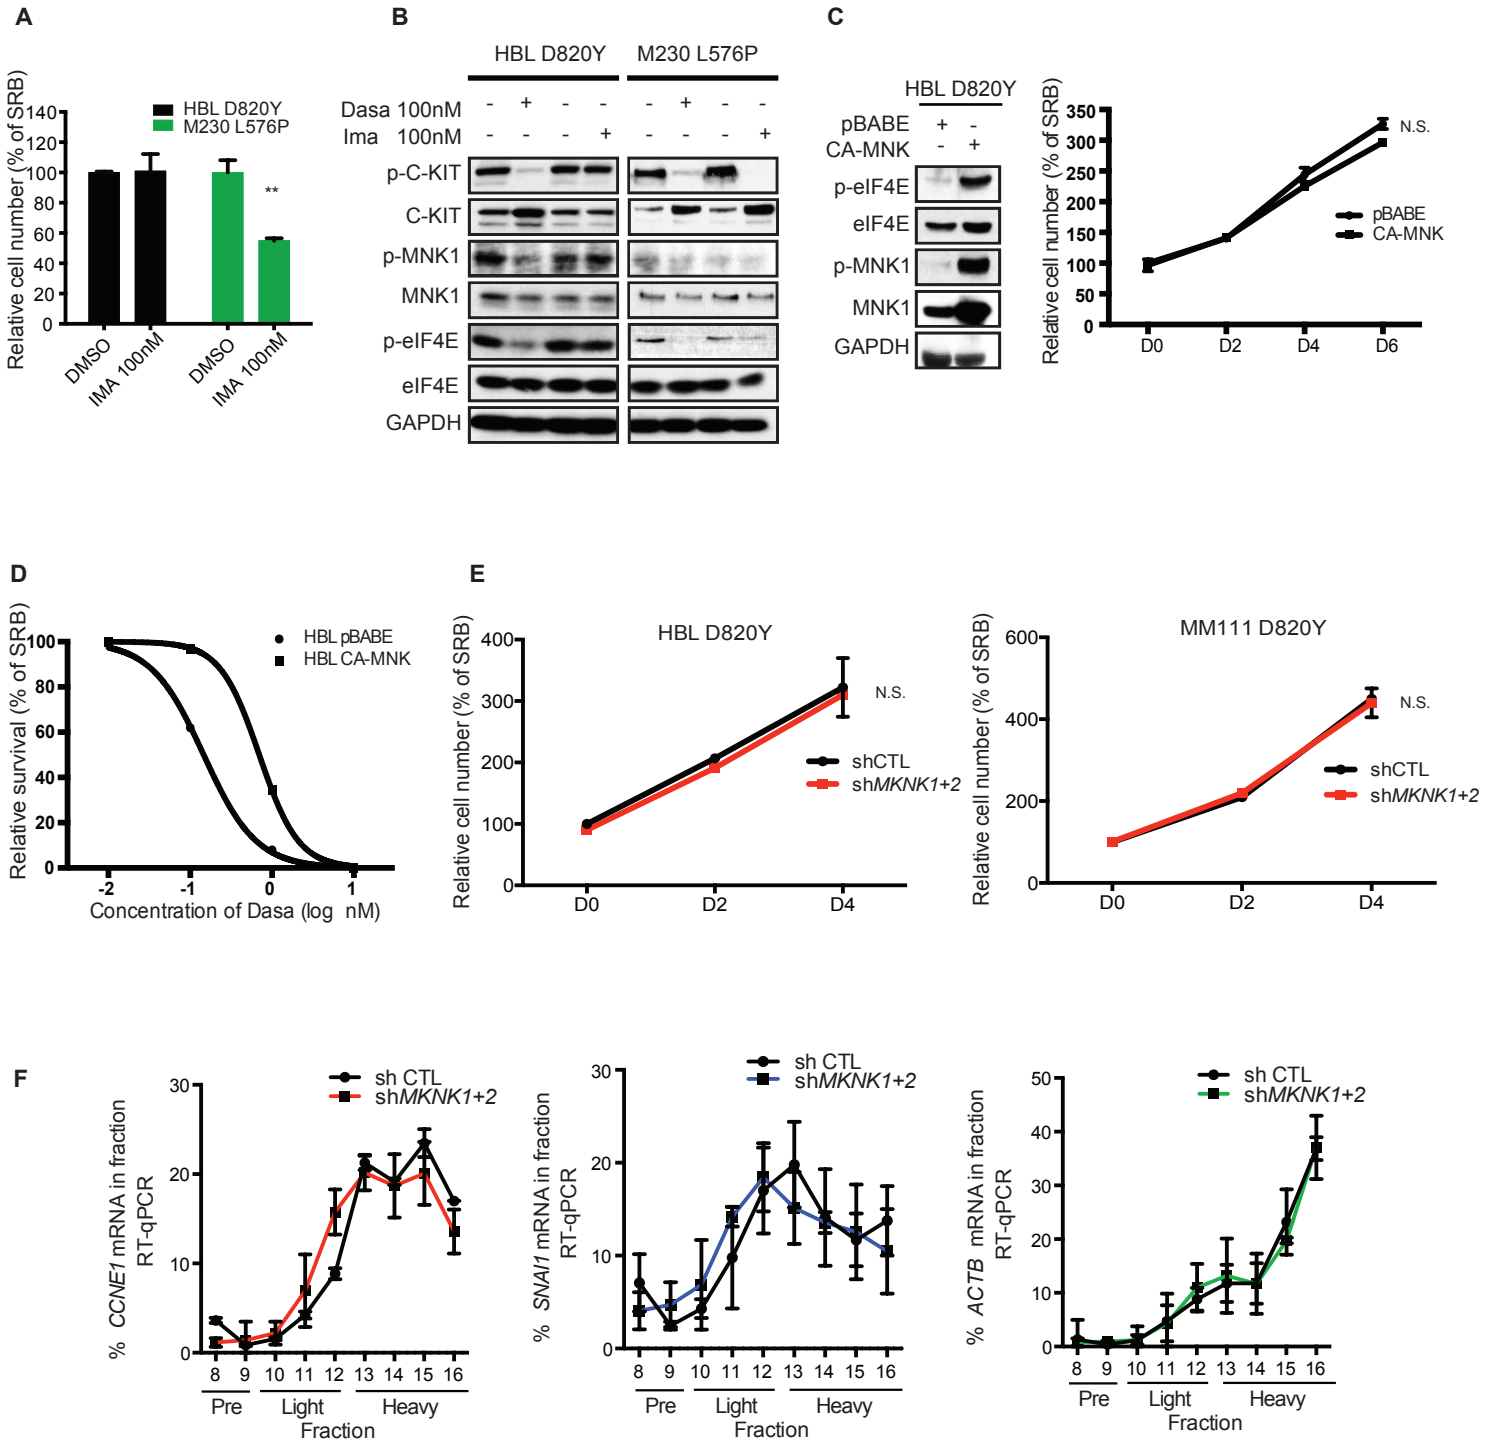 A
Relative cell number (% of SRB)
140
120
100
80
60
40
20
0
HBL D820Y
M230 L576P
**
DMSO
IMA 100nM
DMSO
IMA 100nM
B
HBL D820Y
M230 L576P
Dasa 100nM - + - - - + - -
Ima 100nM - - - + - - - +
p-C-KIT
C-KIT
p-MNK1
MNK1
p-eIF4E
eIF4E
GAPDH
C
HBL D820Y
pBABE + -
CA-MNK - +
p-eIF4E
eIF4E
p-MNK1
MNK1
GAPDH
Relative cell number (% of SRB)
350
300
250
200
150
100
50
0
N.S.
pBABE
CA-MNK
D0 D2 D4 D6
D
Relative survival (% of SRB)
100
80
60
40
20
0
HBL pBABE
HBL CA-MNK
-2 -1 0 1
Concentration of Dasa (log nM)
E
HBL D820Y
Relative cell number (% of SRB)
400
300
200
100
0
N.S.
shCTL
shMKNK1+2
D0 D2 D4
MM111 D820Y
Relative cell number (% of SRB)
600
400
200
0
N.S.
shCTL
shMKNK1+2
D0 D2 D4
F
% CCNE1 mRNA in fraction
RT-qPCR
30
20
10
0
sh CTL
shMKNK1+2
8 9 10 11 12 13 14 15 16
Pre Light Heavy
Fraction
% SNAI1 mRNA in fraction
RT-qPCR
30
20
10
0
sh CTL
shMKNK1+2
8 9 10 11 12 13 14 15 16
Pre Light Heavy
Fraction
% ACTB mRNA in fraction
RT-qPCR
50
40
30
20
10
0
sh CTL
shMKNK1+2
8 9 10 11 12 13 14 15 16
Pre Light Heavy
Fraction